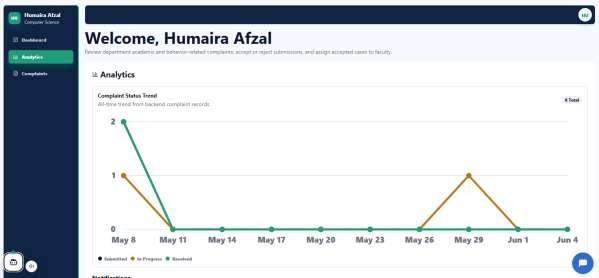 HM
Humaira Afzal
Computer Science
Dashboard
Analytics
Complaints
HM
Welcome, Humaira Afzal
Review department academic and behavior-related complaints, accept or reject submissions, and assign accepted cases to faculty.
Analytics
Complaint Status Trend
All-time trend from backend complaint records.
4 Total
2
1
0
May 8 May 11 May 14 May 17 May 20 May 23 May 26 May 29 Jun 1 Jun 4
Submitted In Progress Resolved
Notifications